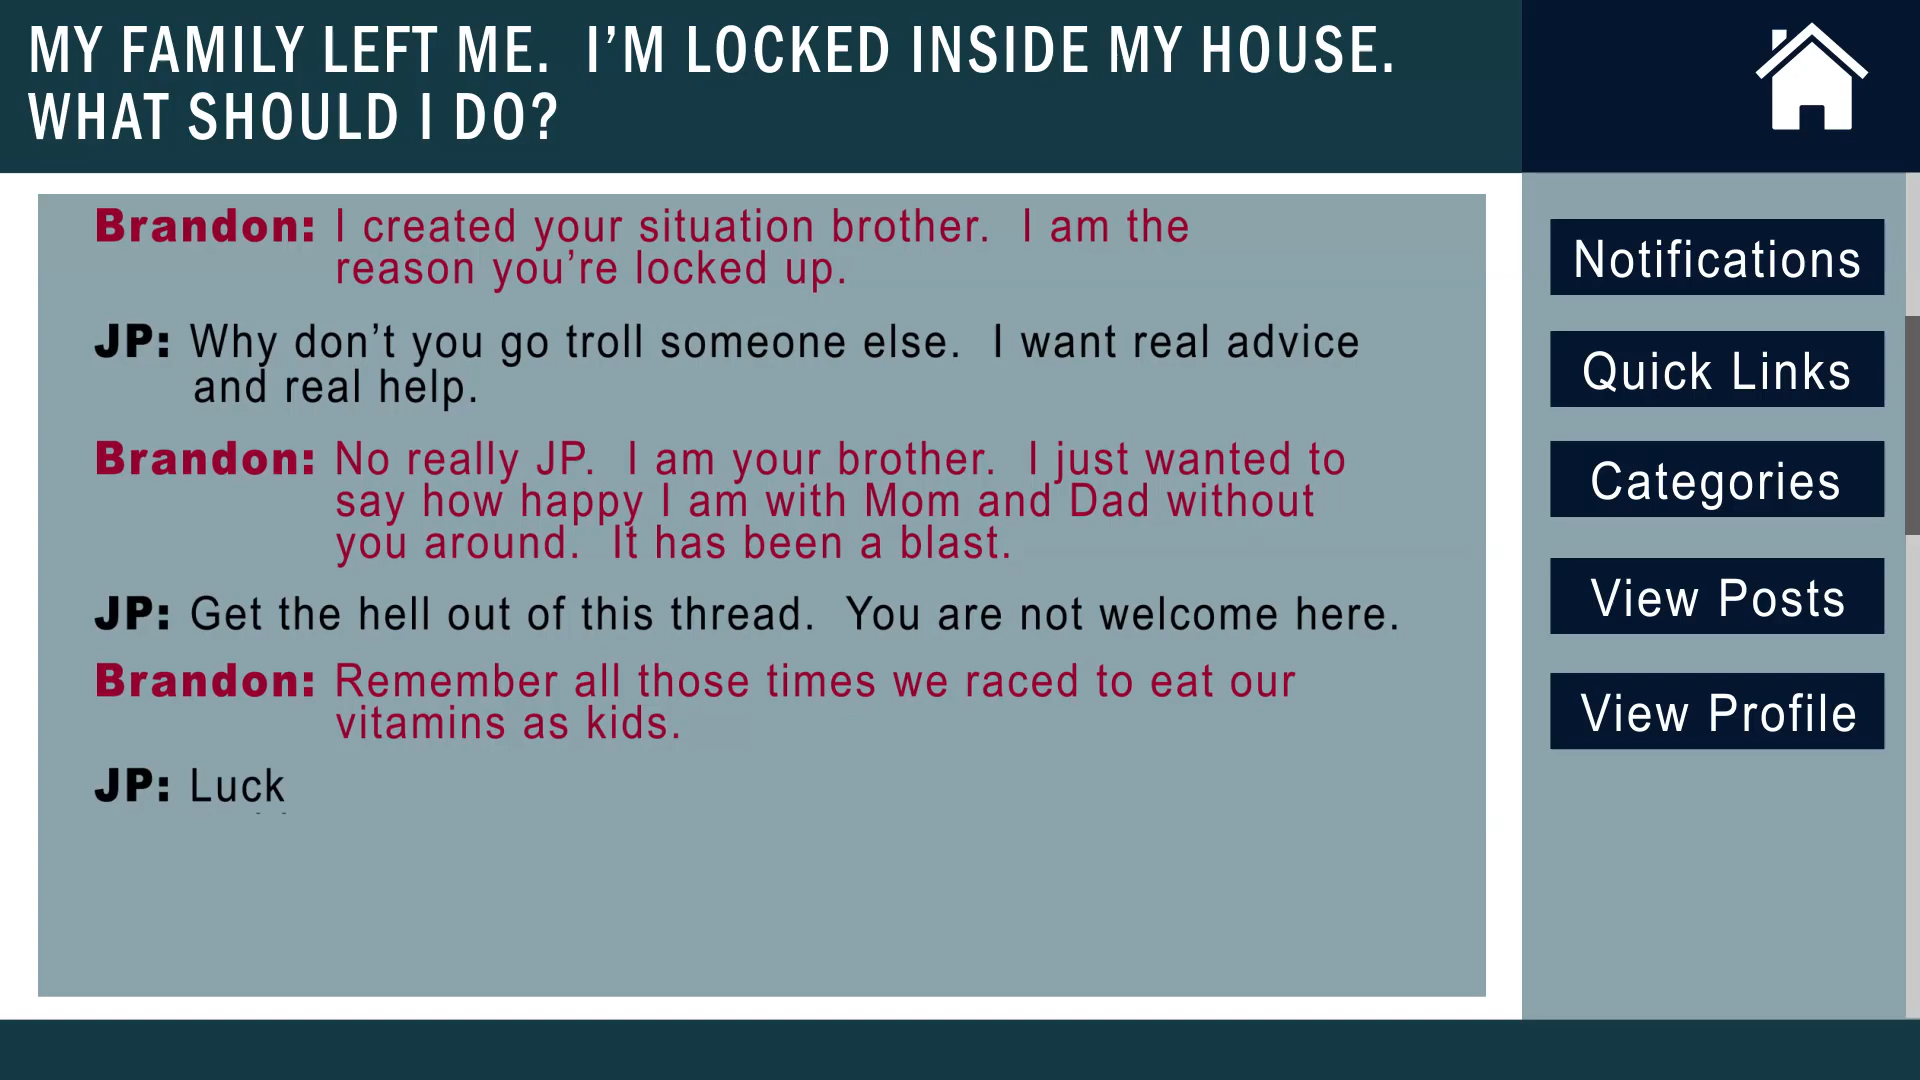 MY FAMILY LEFT ME. I’M LOCKED INSIDE MY HOUSE.
WHAT SHOULD I DO?
Brandon: I created your situation brother. I am the
reason you’re locked up.
JP: Why don’t you go troll someone else. I want real advice
and real help.
Brandon: No really JP. I am your brother. I just wanted to
say how happy I am with Mom and Dad without
you around. It has been a blast.
JP: Get the hell out of this thread. You are not welcome here.
Brandon: Remember all those times we raced to eat our
vitamins as kids.
JP: Luck
Notifications
Quick Links
Categories
View Posts
View Profile